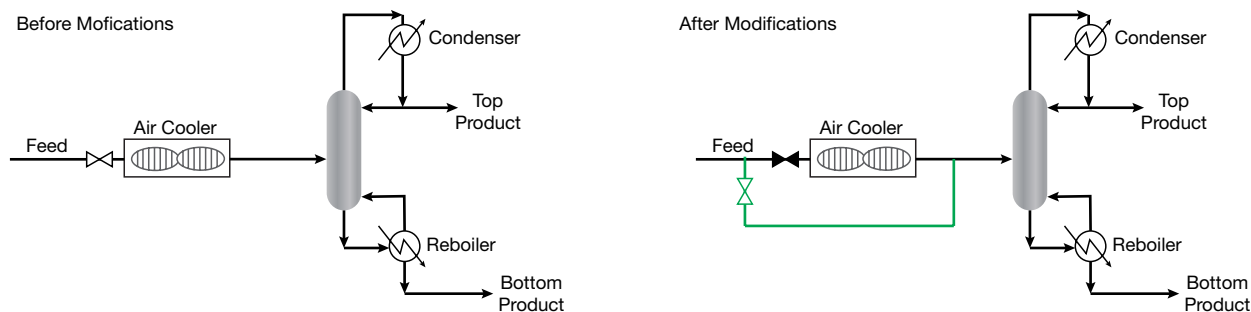 Before Mofications
Condenser
Top
Product
Air Cooler
Feed
Reboiler
Bottom
Product
After Modifications
Condenser
Top
Product
Air Cooler
Feed
Reboiler
Bottom
Product